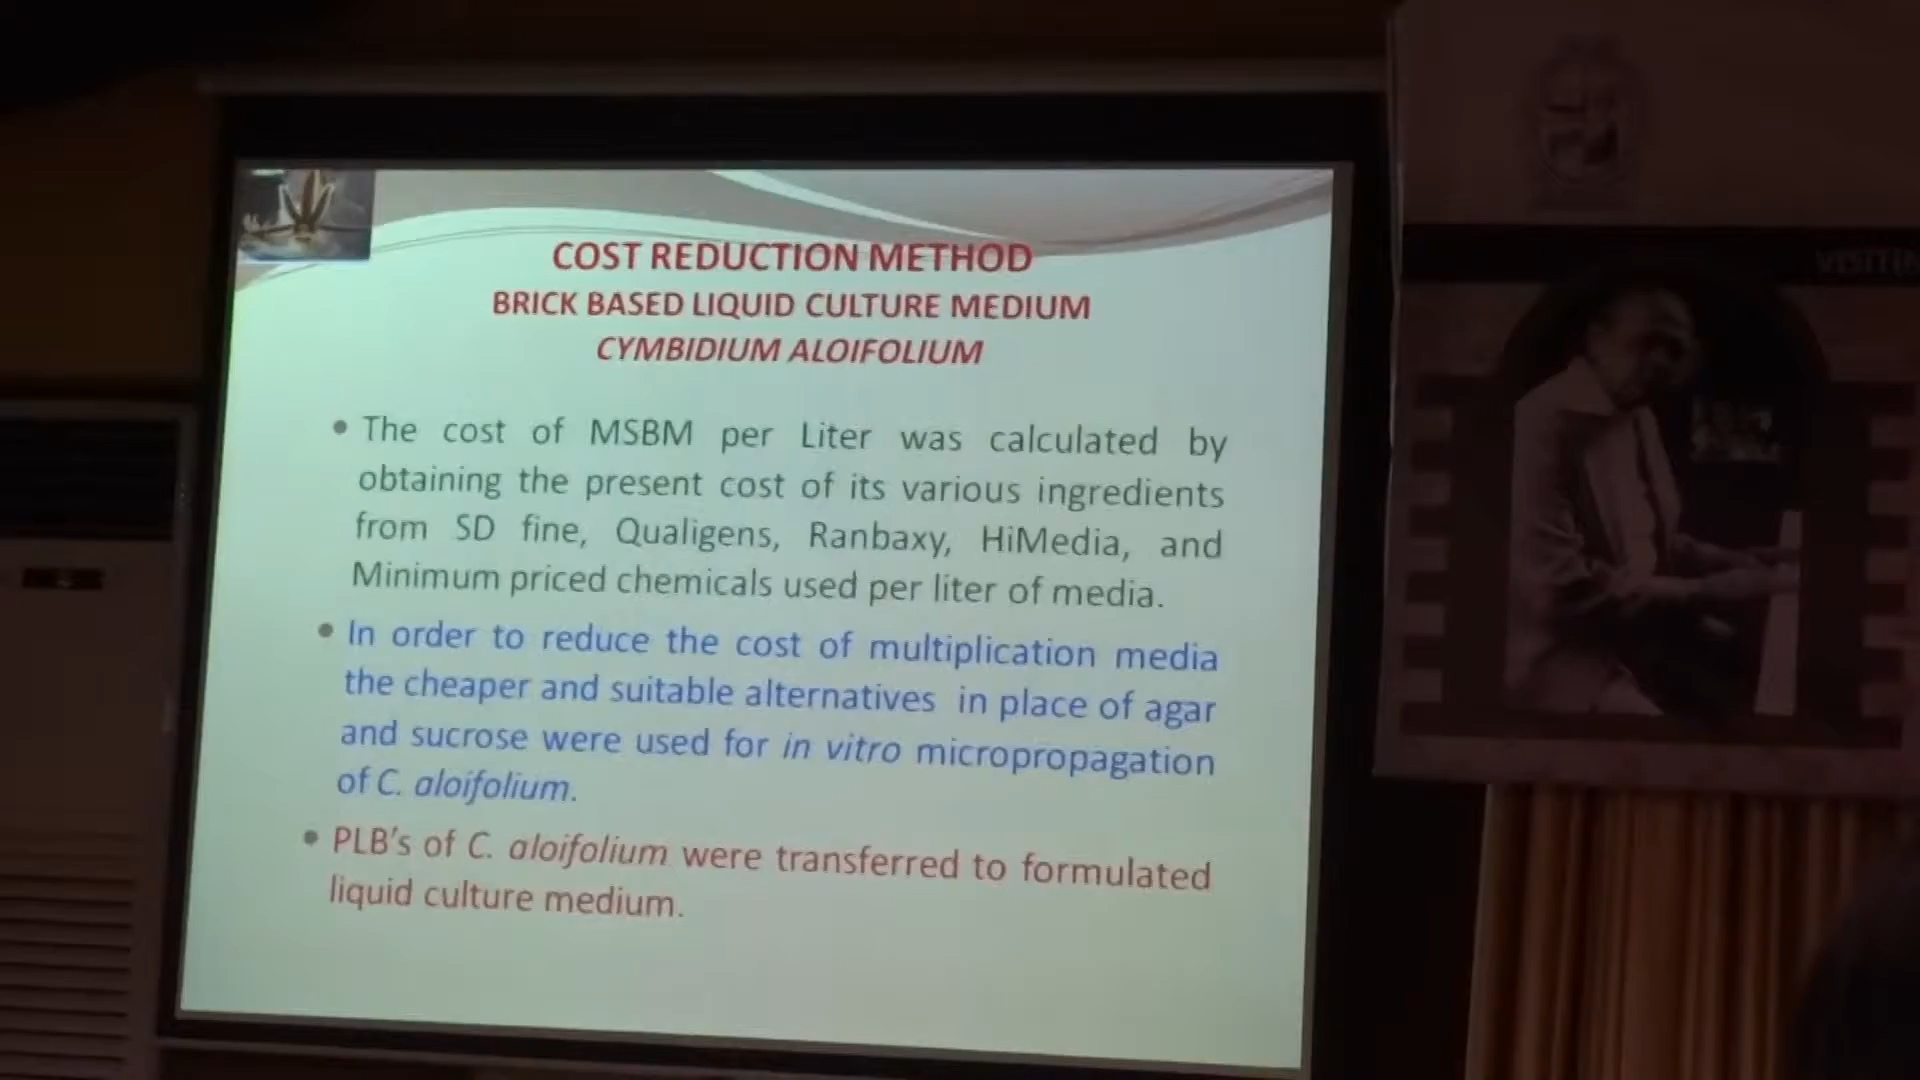 COST REDUCTION METHOD
BRICK BASED LIQUID CULTURE MEDIUM
CYMBIDIUM ALOIFOLIUM
• The cost of MSBM per Liter was calculated by
obtaining the present cost of its various ingredients
from SD fine, Qualigens, Ranbaxy, HiMedia, and
Minimum priced chemicals used per liter of media.
• In order to reduce the cost of multiplication media
the cheaper and suitable alternatives in place of agar
and sucrose were used for in vitro micropropagation
of C. aloifolium.
• PLB's of C. aloifolium were transferred to formulated
liquid culture medium.